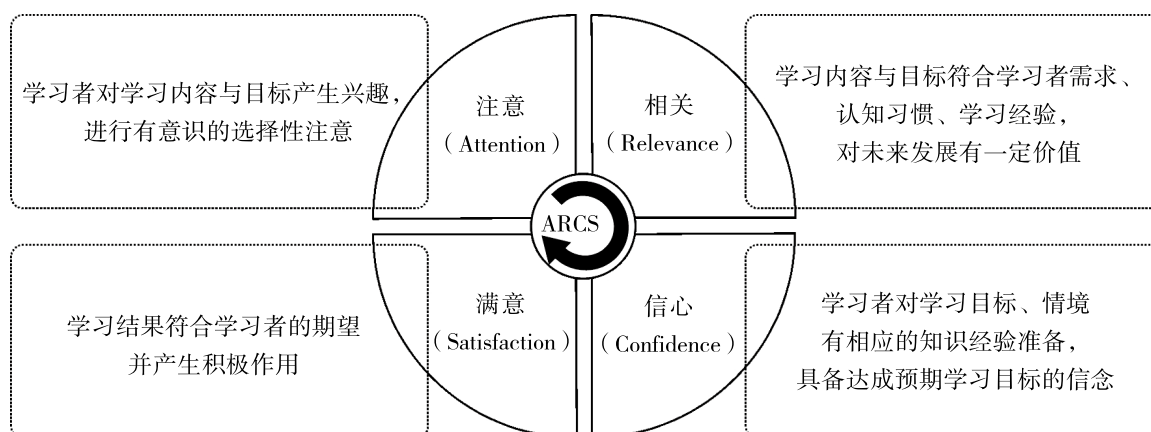 学习者对学习内容与目标产生兴趣，
进行有意识的选择性注意
注意
（Attention）
相关
（Relevance）
学习内容与目标符合学习者需求、
认知习惯、学习经验，
对未来发展有一定价值
ARCS
学习结果符合学习者的期望
并产生积极作用
满意
（Satisfaction）
信心
（Confidence）
学习者对学习目标、情境
有相应的知识经验准备，
具备达成预期学习目标的信念